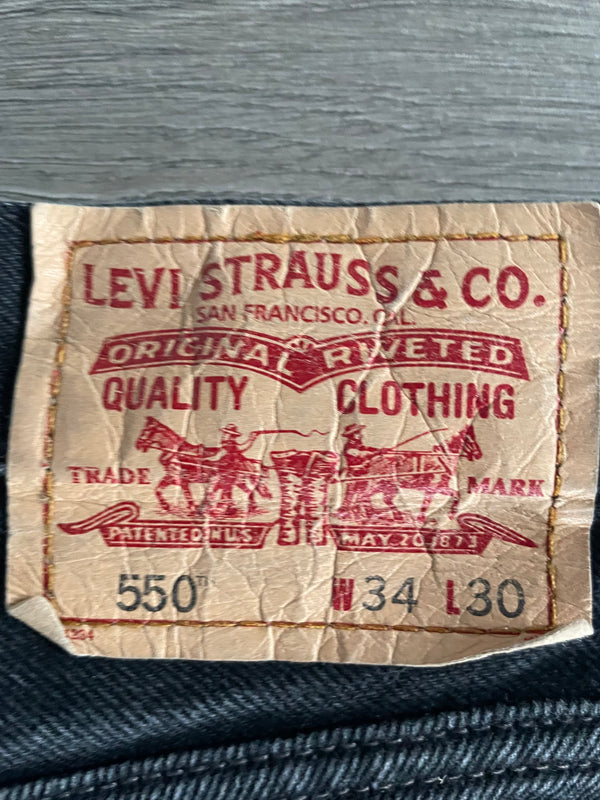 LEVI STRAUSS & CO.
SAN FRANCISCO. CAL.
ORIGINAL RIVETED
QUALITY CLOTHING
TRADE MARK
PATENTED IN U.S. MAY 20 1873
550™ W 34 L 30